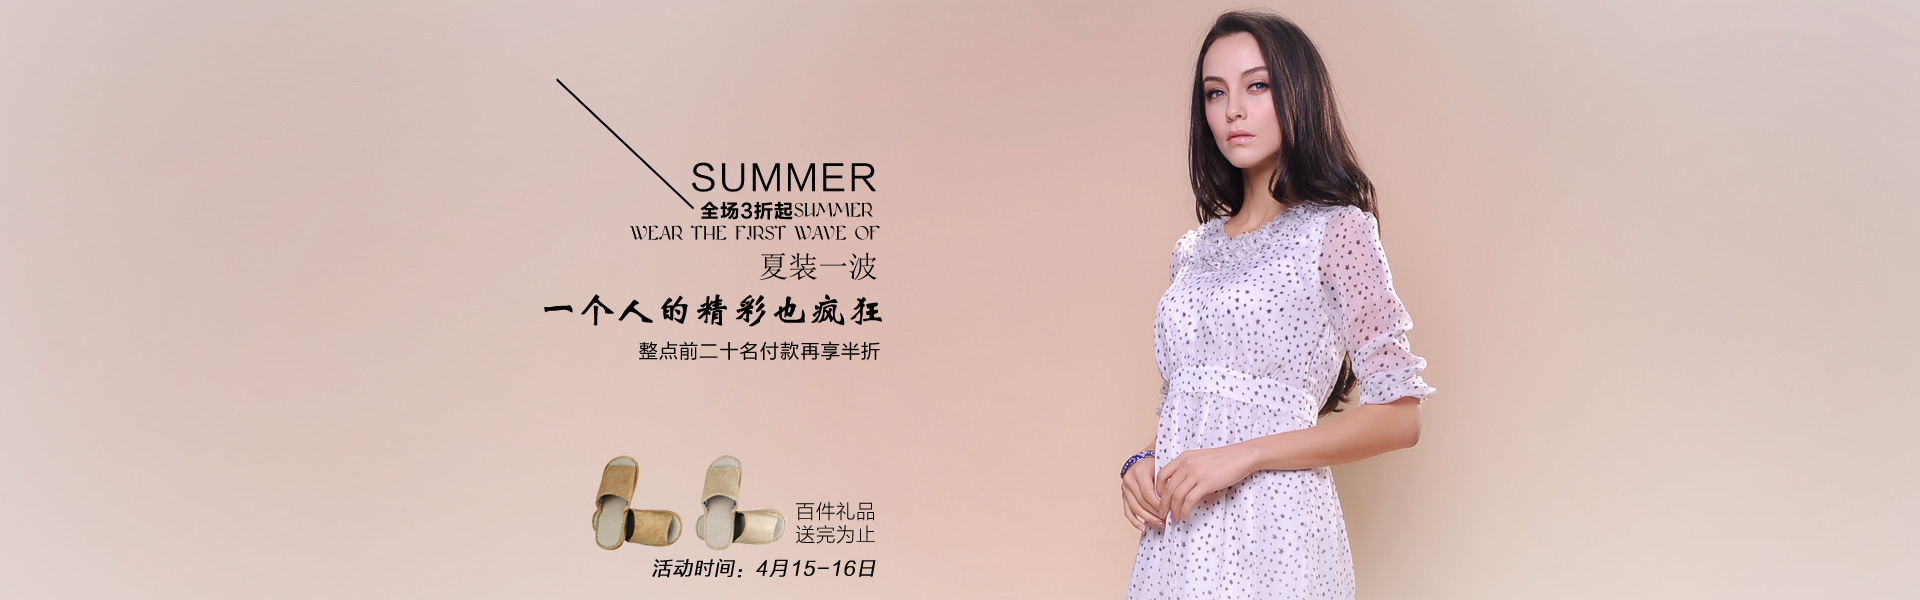 SUMMER
全场3折起SUMMER
WEAR THE FIRST WAVE OF
夏装一波
一个人的精彩也疯狂
整点前二十名付款再享半折
百件礼品
送完为止
活动时间：4月15-16日